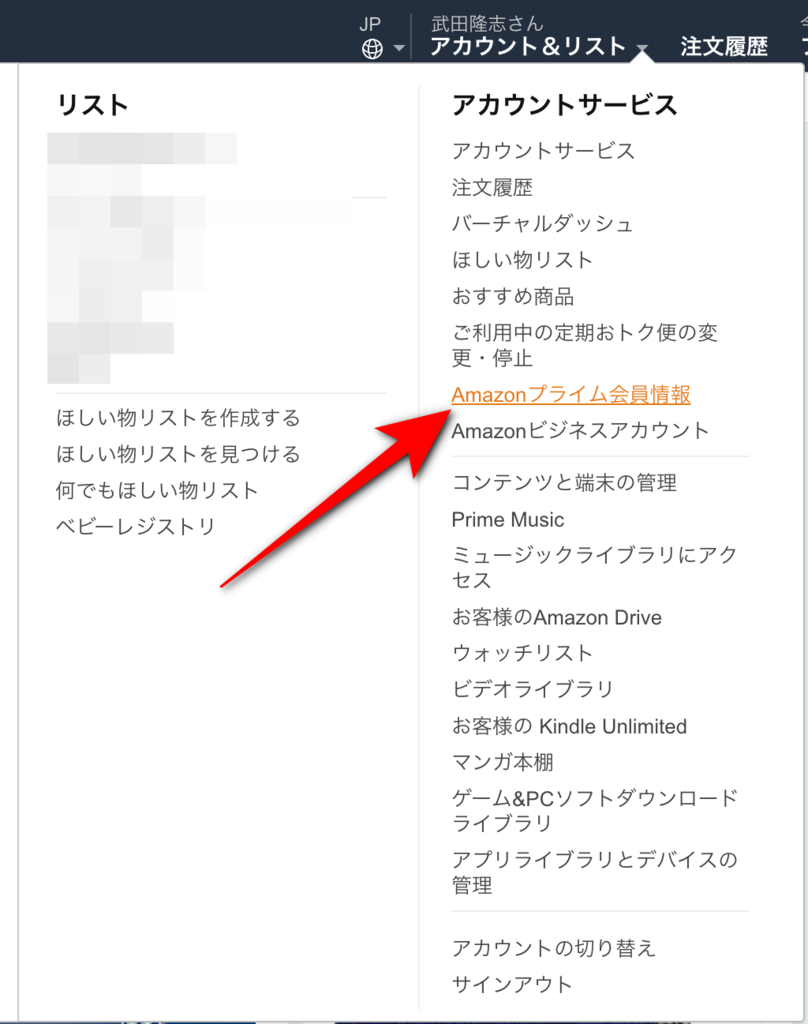 JP
武田隆志さん
アカウント＆リスト
注文履歴
リスト
ほしい物リストを作成する
ほしい物リストを見つける
何でもほしい物リスト
ベビーレジストリ
アカウントサービス
アカウントサービス
注文履歴
バーチャルダッシュ
ほしい物リスト
おすすめ商品
ご利用中の定期おトク便の変
更・停止
Amazonプライム会員情報
Amazonビジネスアカウント
コンテンツと端末の管理
Prime Music
ミュージックライブラリにアク
セス
お客様のAmazon Drive
ウォッチリスト
ビデオライブラリ
お客様の Kindle Unlimited
マンガ本棚
ゲーム&PCソフトダウンロード
ライブラリ
アプリライブラリとデバイスの
管理
アカウントの切り替え
サインアウト